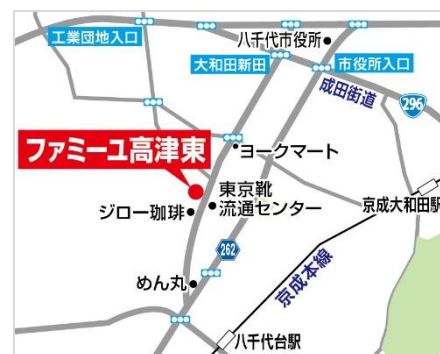 工業団地入口
八千代市役所
大和田新田
市役所入口
成田街道
296
ファミーユ高津東
ヨークマート
東京靴
流通センター
ジロー珈琲
京成大和田駅
262
めん丸
京成本線
八千代台駅